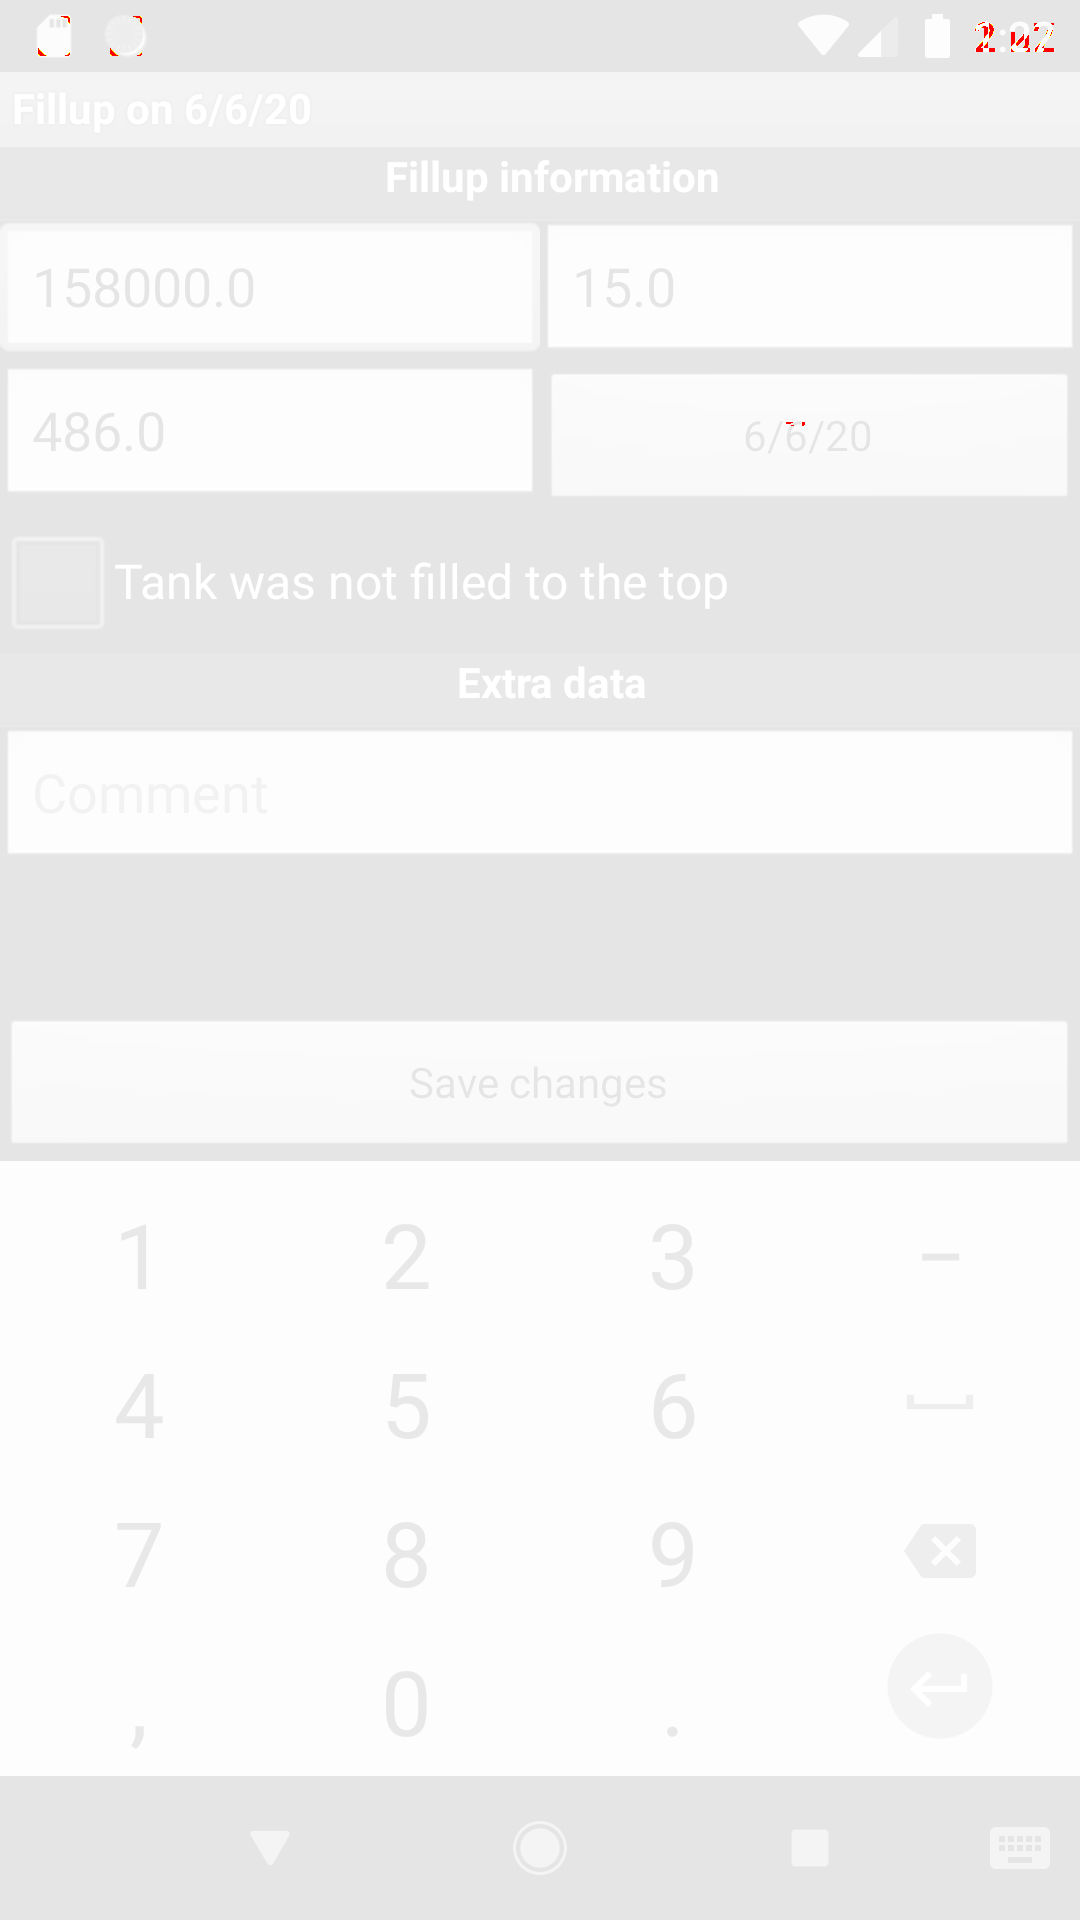 Fillup on 6/6/20
Fillup information
158000.0 15.0
486.0 6/6/20
Tank was not filled to the top
Extra data
Comment
Save changes
1 2 3 −
4 5 6
7 8 9
, 0 .